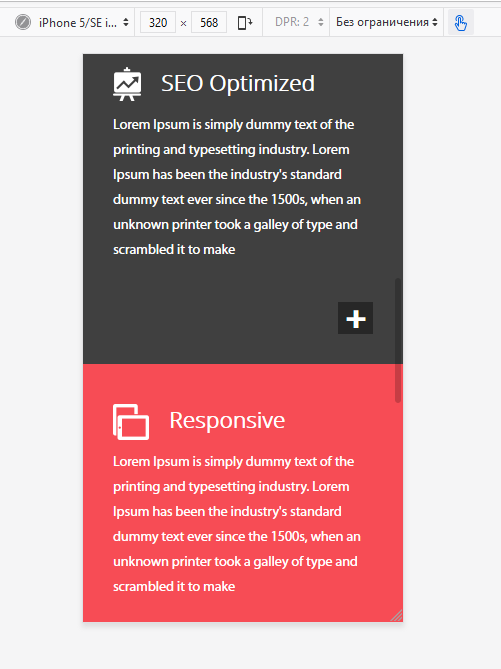 iPhone 5/SE i... 320 × 568 DPR: 2 Без ограничения
SEO Optimized
Lorem Ipsum is simply dummy text of the
printing and typesetting industry. Lorem
Ipsum has been the industry's standard
dummy text ever since the 1500s, when an
unknown printer took a galley of type and
scrambled it to make
Responsive
Lorem Ipsum is simply dummy text of the
printing and typesetting industry. Lorem
Ipsum has been the industry's standard
dummy text ever since the 1500s, when an
unknown printer took a galley of type and
scrambled it to make